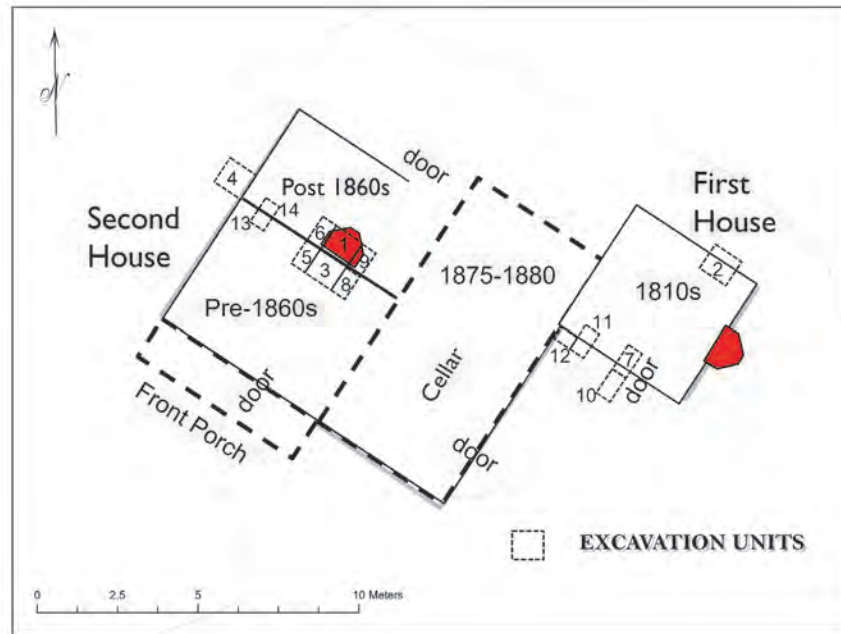 door
First
House
4
Post 1860s
Second
House
14
13
6
1
9
5
3
8
2
1875-1880
1810s
Pre-1860s
11
12
7
door
10
Cellar
door
Front Porch
door
EXCAVATION UNITS
0
2.5
5
10 Meters